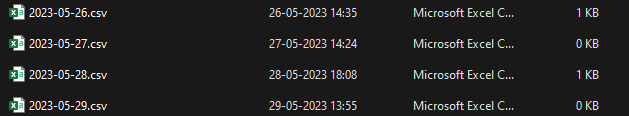 2023-05-26.csv 26-05-2023 14:35 Microsoft Excel C... 1 KB
2023-05-27.csv 27-05-2023 14:24 Microsoft Excel C... 0 KB
2023-05-28.csv 28-05-2023 18:08 Microsoft Excel C... 1 KB
2023-05-29.csv 29-05-2023 13:55 Microsoft Excel C... 0 KB